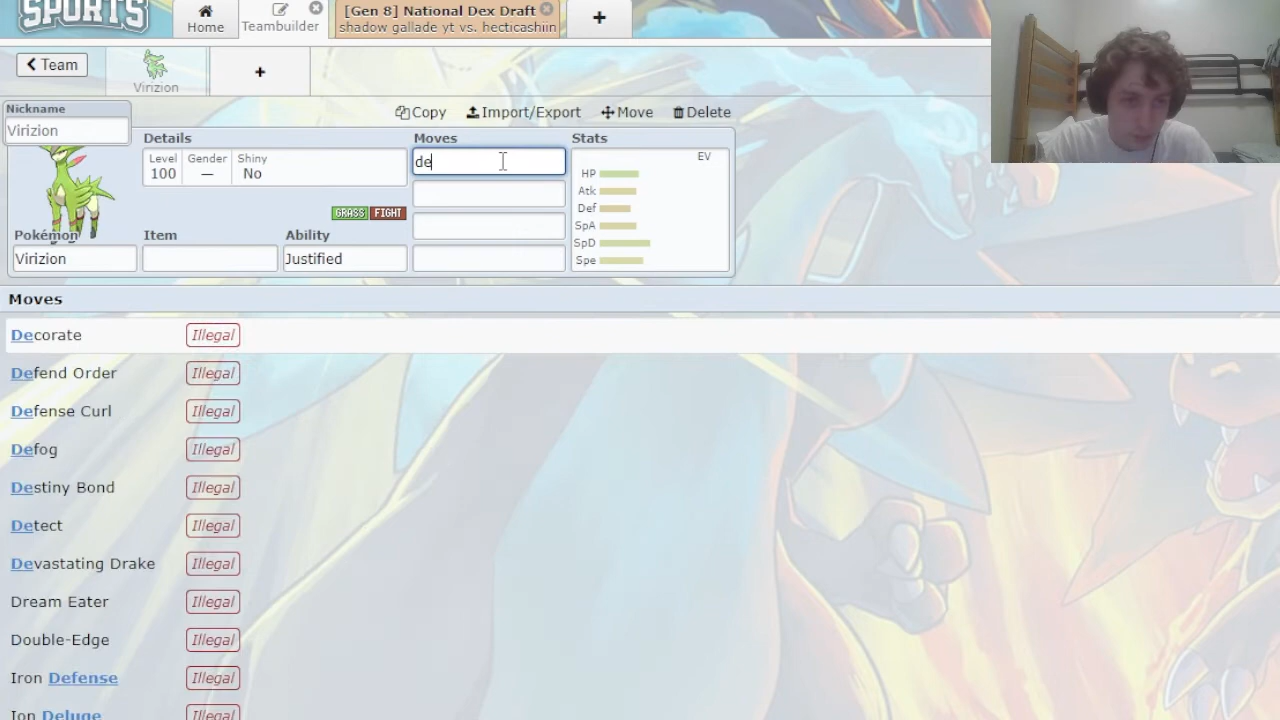 SPORTS
Home
Teambuilder
[Gen 8] National Dex Draft
shadow gallade yt vs. hecticashiin
+
Team
Virizion
+
Nickname
Virizion
Copy
Import/Export
Move
Delete
Details
Level
100
Gender
—
Shiny
No
GRASS FIGHT
Pokémon
Virizion
Item
Ability
Justified
Moves
de
Stats
EV
HP
Atk
Def
SpA
SpD
Spe
Moves
Decorate Illegal
Defend Order Illegal
Defense Curl Illegal
Defog Illegal
Destiny Bond Illegal
Detect Illegal
Devastating Drake Illegal
Dream Eater Illegal
Double-Edge Illegal
Iron Defense Illegal
Ion Deluge Illegal